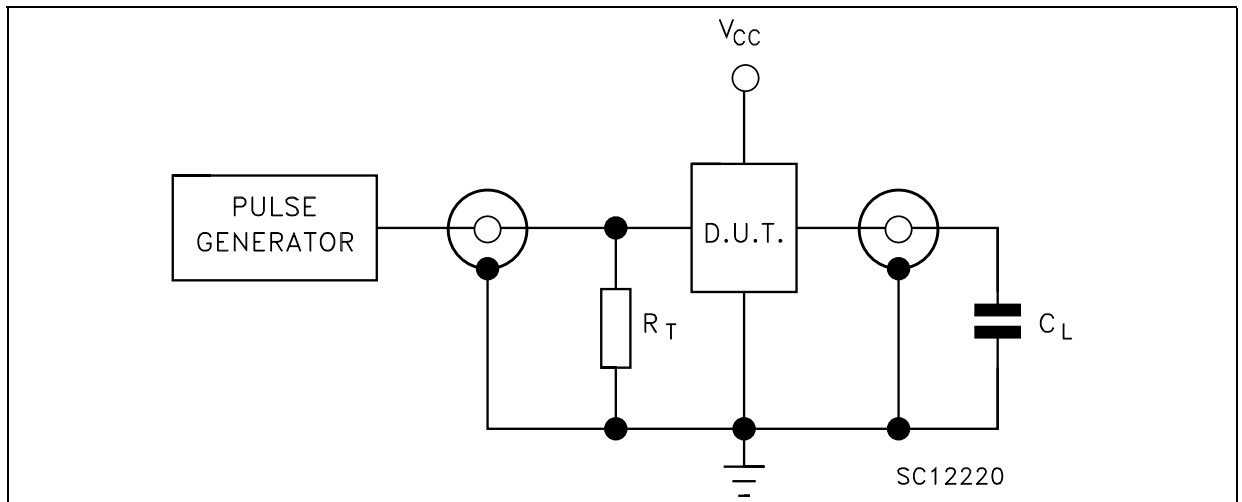 VCC
PULSE
GENERATOR
D.U.T.
RT
CL
SC12220